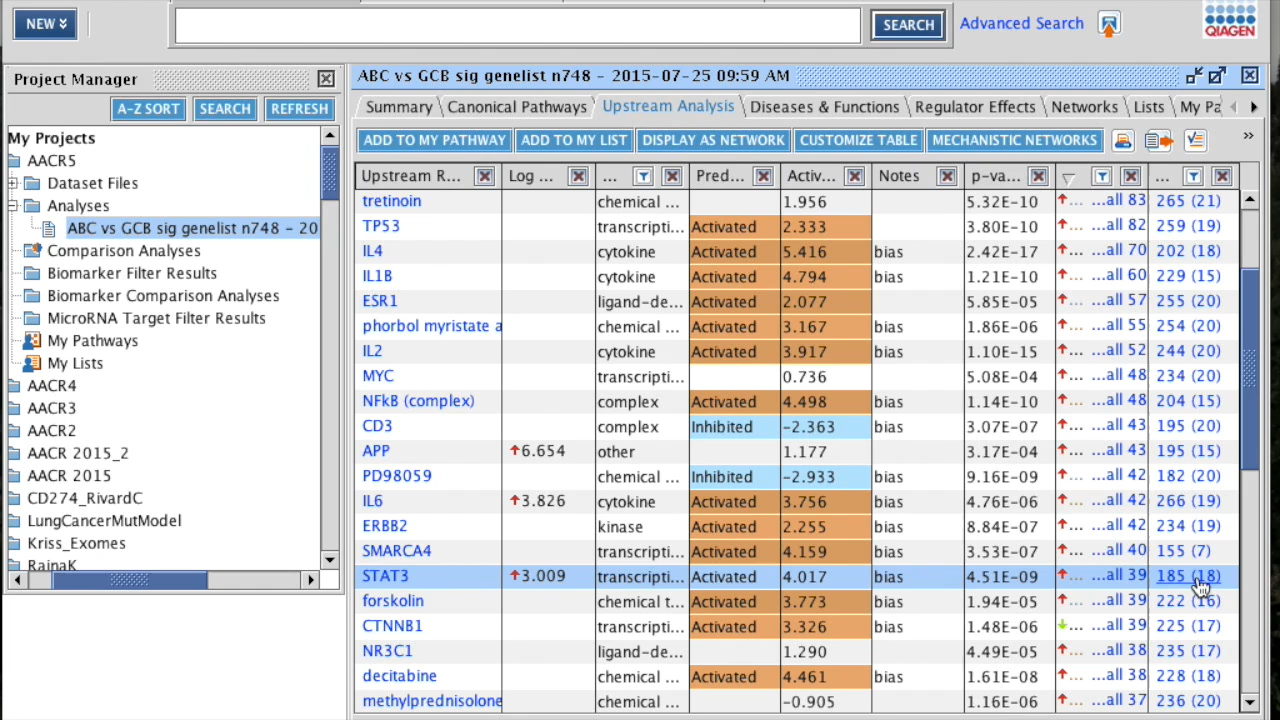 NEW
SEARCH
Advanced Search
QIAGEN
Project Manager
A-Z SORT SEARCH REFRESH
My Projects
AACR5
Dataset Files
Analyses
ABC vs GCB sig genelist n748 - 20
Comparison Analyses
Biomarker Filter Results
Biomarker Comparison Analyses
MicroRNA Target Filter Results
My Pathways
My Lists
AACR4
AACR3
AACR2
AACR 2015_2
AACR 2015
CD274_RivardC
LungCancerMutModel
Kriss_Exomes
RainaK
ABC vs GCB sig genelist n748 - 2015-07-25 09:59 AM
Summary Canonical Pathways Upstream Analysis Diseases & Functions Regulator Effects Networks Lists My Pa
ADD TO MY PATHWAY ADD TO MY LIST DISPLAY AS NETWORK CUSTOMIZE TABLE MECHANISTIC NETWORKS
Upstream R... Log ... ... Pred... Activ... Notes p-va... ...
tretinoin chemical ... 1.956 5.32E-10 ... ...all 83 265 (21)
TP53 transcripti... Activated 2.333 3.80E-10 ... ...all 82 259 (19)
IL4 cytokine Activated 5.416 bias 2.42E-17 ... ...all 70 202 (18)
IL1B cytokine Activated 4.794 bias 1.21E-10 ... ...all 60 229 (15)
ESR1 ligand-de... Activated 2.077 5.85E-05 ... ...all 57 255 (20)
phorbol myristate a chemical ... Activated 3.167 bias 1.86E-06 ... ...all 55 254 (20)
IL2 cytokine Activated 3.917 bias 1.10E-15 ... ...all 52 244 (20)
MYC transcripti... 0.736 5.08E-04 ... ...all 48 234 (20)
NFkB (complex) complex Activated 4.498 bias 1.14E-10 ... ...all 48 204 (15)
CD3 complex Inhibited -2.363 bias 3.07E-07 ... ...all 43 195 (20)
APP 6.654 other 1.177 3.17E-04 ... ...all 43 195 (15)
PD98059 chemical ... Inhibited -2.933 bias 9.16E-09 ... ...all 42 182 (20)
IL6 3.826 cytokine Activated 3.756 bias 4.76E-06 ... ...all 42 266 (19)
ERBB2 kinase Activated 2.255 bias 8.84E-07 ... ...all 42 234 (19)
SMARCA4 transcripti... Activated 4.159 bias 3.53E-07 ... ...all 40 155 (7)
STAT3 3.009 transcripti... Activated 4.017 bias 4.51E-09 ... ...all 39 185 (18)
forskolin chemical t... Activated 3.773 bias 1.94E-05 ... ...all 39 222 (16)
CTNNB1 transcripti... Activated 3.326 bias 1.48E-06 ... ...all 39 225 (17)
NR3C1 ligand-de... 1.290 4.49E-05 ... ...all 38 235 (17)
decitabine chemical ... Activated 4.461 bias 1.61E-08 ... ...all 38 228 (18)
methylprednisolone chemical ... -0.905 1.16E-06 ... ...all 37 236 (20)